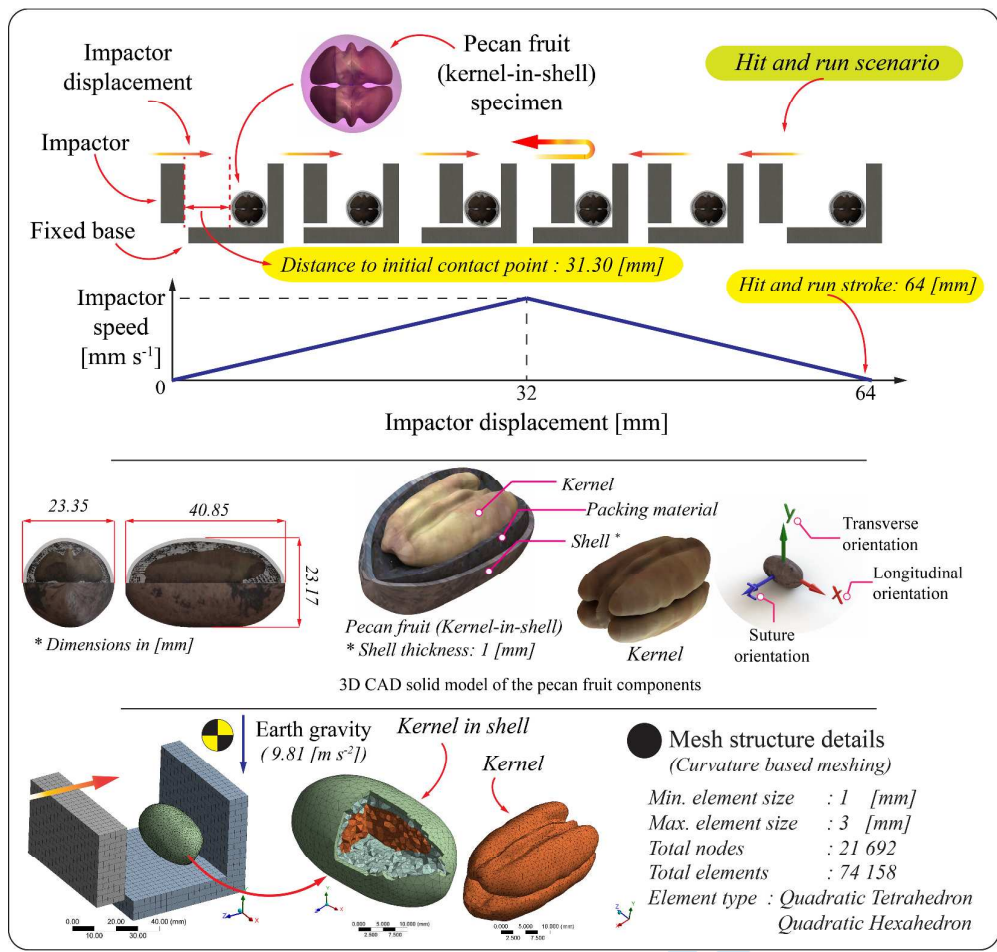 Impactor
displacement
Pecan fruit
(kernel-in-shell)
specimen
Hit and run scenario
Impactor
Fixed base
Distance to initial contact point : 31.30 [mm]
Hit and run stroke: 64 [mm]
Impactor
speed
[mm s-1]
0
32
64
Impactor displacement [mm]
23.35
40.85
23.17
* Dimensions in [mm]
Kernel
Packing material
Shell *
Pecan fruit (Kernel-in-shell)
* Shell thickness: 1 [mm]
Kernel
Y
Transverse
orientation
X
Longitudinal
orientation
Z
Suture
orientation
3D CAD solid model of the pecan fruit components
Earth gravity
(9.81 [m s-2])
Kernel in shell
Kernel
Mesh structure details
(Curvature based meshing)
Min. element size : 1 [mm]
Max. element size : 3 [mm]
Total nodes : 21 692
Total elements : 74 158
Element type : Quadratic Tetrahedron
Quadratic Hexahedron
0.00 20.00 40.00 (mm)
10.00 30.00
0.000 5.000 10.000 (mm)
2.500 7.500
0.000 5.000 10.000 (mm)
2.500 7.500